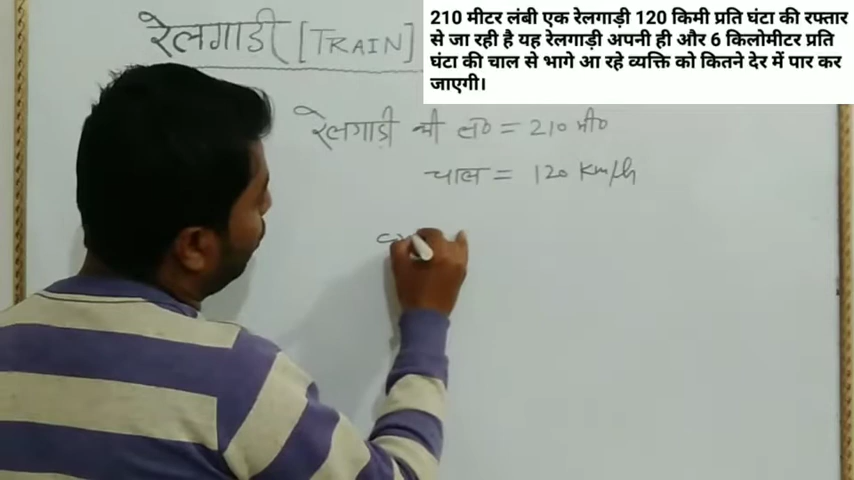 रेलगाडी [TRAIN]
210 मीटर लंबी एक रेलगाड़ी 120 किमी प्रति घंटा की रफ्तार
से जा रही है यह रेलगाड़ी अपनी ही और 6 किलोमीटर प्रति
घंटा की चाल से भागे आ रहे व्यक्ति को कितने देर में पार कर
जाएगी।
रेलगाड़ी की ल० = 210 मी०
चाल = 120 Km/h